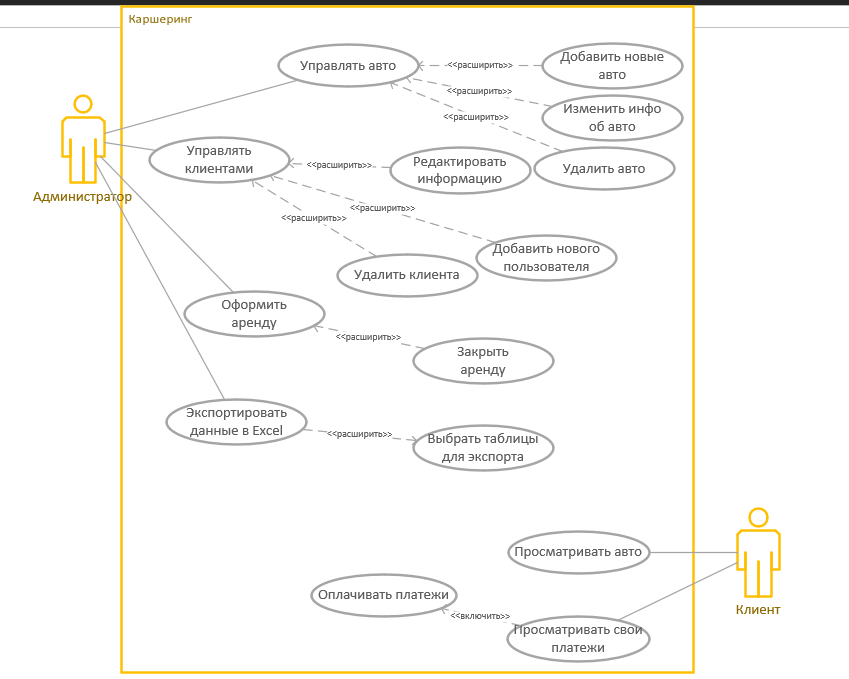 Каршеринг
Управлять авто
<<расширить>>
Добавить новые
авто
<<расширить>>
Изменить инфо
об авто
<<расширить>>
Удалить авто
Администратор
Управлять
клиентами
<<расширить>>
Редактировать
информацию
<<расширить>>
Добавить нового
пользователя
<<расширить>>
Удалить клиента
Оформить
аренду
<<расширить>>
Закрыть
аренду
Экспортировать
данные в Excel
<<расширить>>
Выбрать таблицы
для экспорта
Просматривать авто
Клиент
Оплачивать платежи
<<включить>>
Просматривать свои
платежи